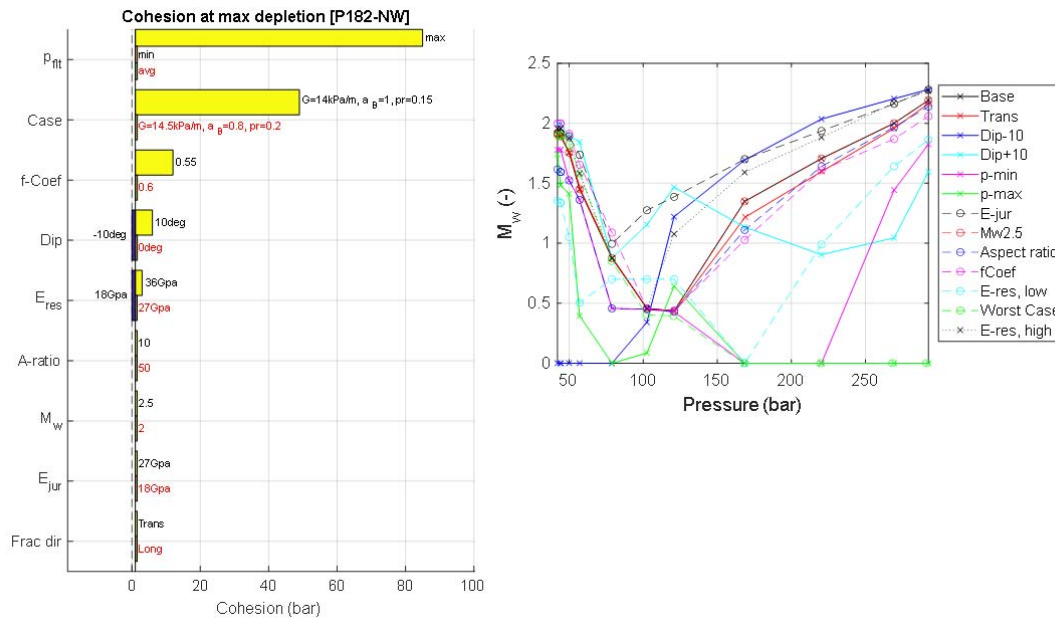 Cohesion at max depletion [P182-NW]
p_flt
max
min
avg
Case
G=14kPa/m, a_B=1, pr=0.15
G=14.5kPa/m, a_B=0.8, pr=0.2
f-Coef
0.55
0.6
Dip
-10deg
10deg
0deg
E_res
18Gpa
36Gpa
27Gpa
A-ratio
10
50
M_w
2.5
2
E_jur
27Gpa
18Gpa
Frac dir
Trans
Long
0 20 40 60 80 100
Cohesion (bar)
M_w (-)
2.5
2
1.5
1
0.5
0
50 100 150 200 250
Pressure (bar)
Base
Trans
Dip-10
Dip+10
p-min
p-max
E-jur
Mw2.5
Aspect ratio
fCoef
E-res, low
Worst Case
E-res, high